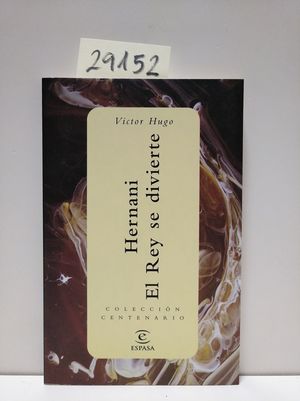 29152
Victor Hugo
Hernani
El Rey se divierte
COLECCIÓN
CENTENARIO
e
ESPASA